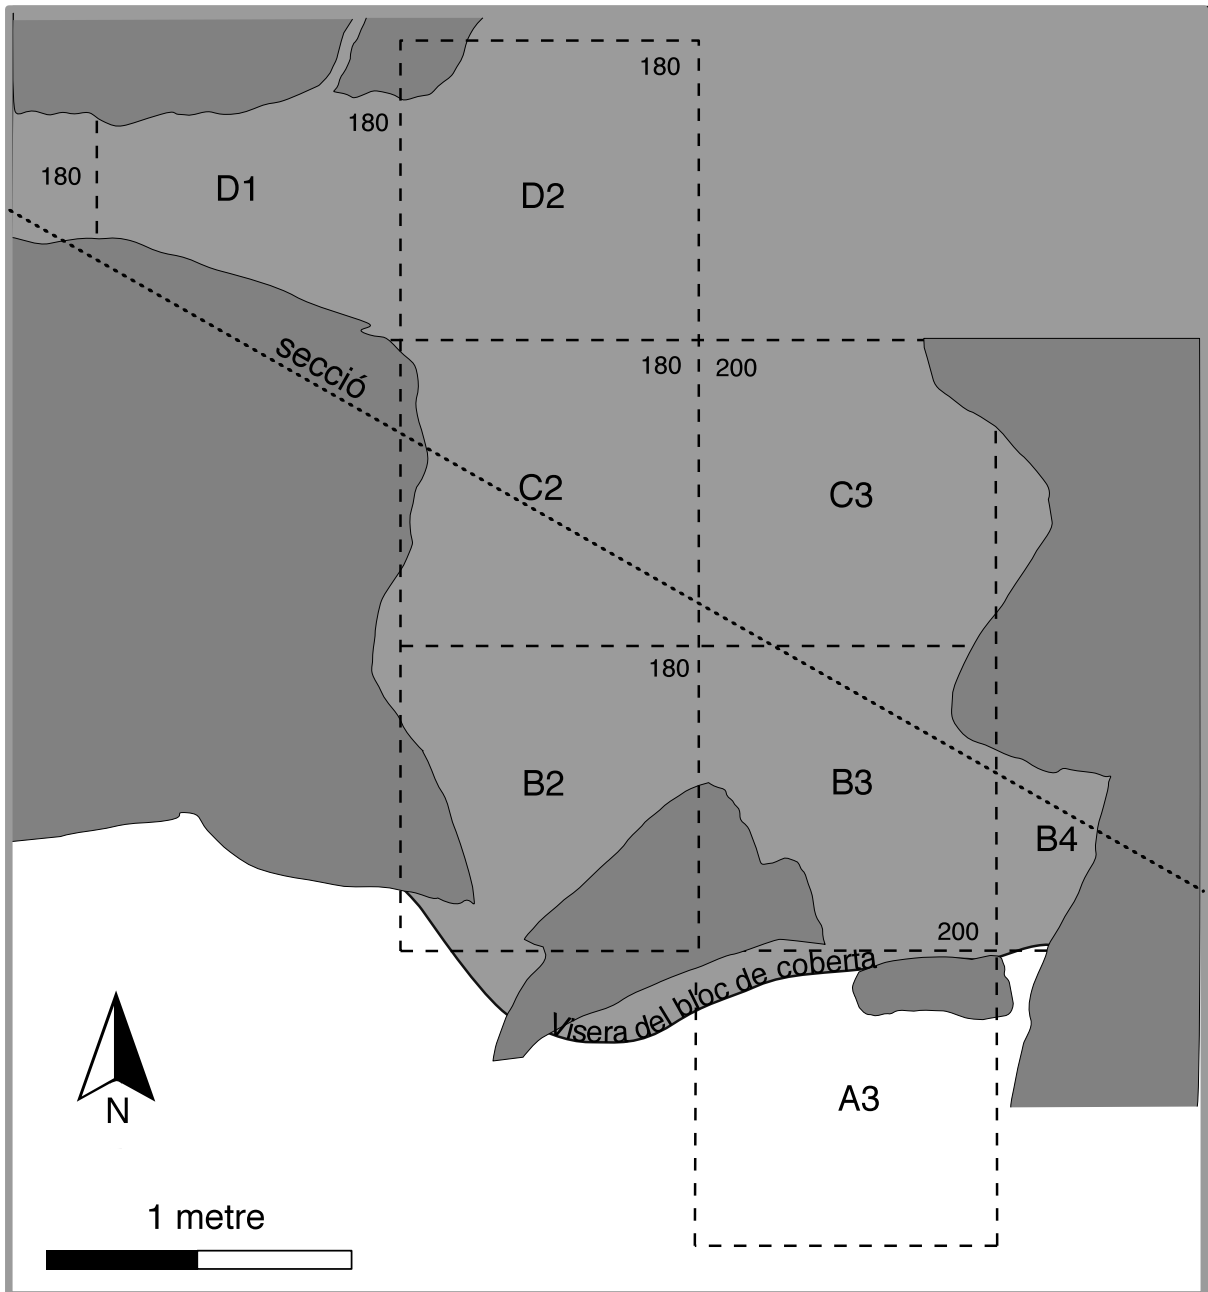 180
180
180
D1
D2
secció
180
200
C2
C3
180
B2
B3
B4
200
Visera del bloc de coberta
A3
N
1 metre